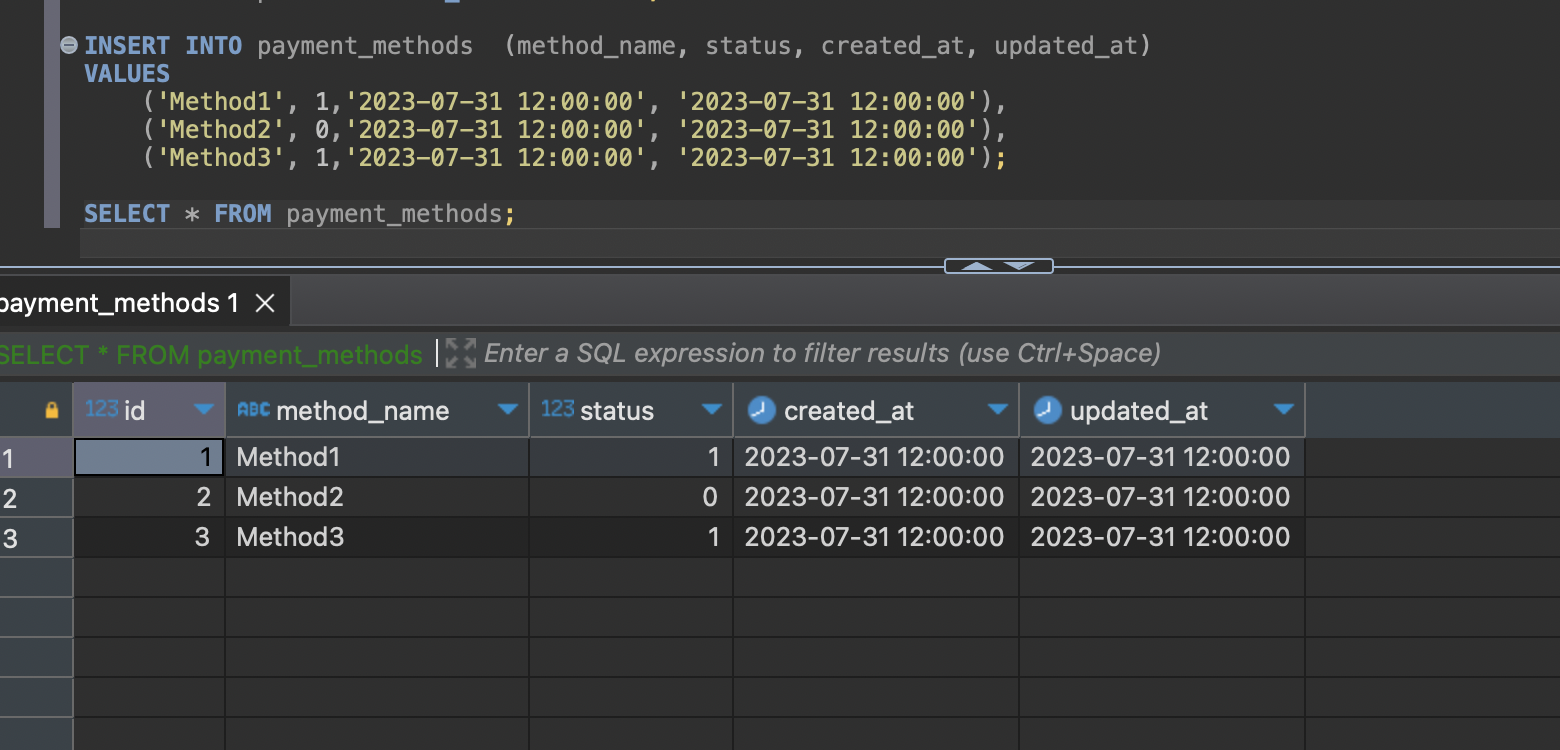 INSERT INTO payment_methods  (method_name, status, created_at, updated_at)
VALUES
    ('Method1', 1,'2023-07-31 12:00:00', '2023-07-31 12:00:00'),
    ('Method2', 0,'2023-07-31 12:00:00', '2023-07-31 12:00:00'),
    ('Method3', 1,'2023-07-31 12:00:00', '2023-07-31 12:00:00');
SELECT * FROM payment_methods;
payment_methods 1
SELECT * FROM payment_methods Enter a SQL expression to filter results (use Ctrl+Space)
123 id ABC method_name 123 status created_at updated_at
1 1 Method1 1 2023-07-31 12:00:00 2023-07-31 12:00:00
2 2 Method2 0 2023-07-31 12:00:00 2023-07-31 12:00:00
3 3 Method3 1 2023-07-31 12:00:00 2023-07-31 12:00:00